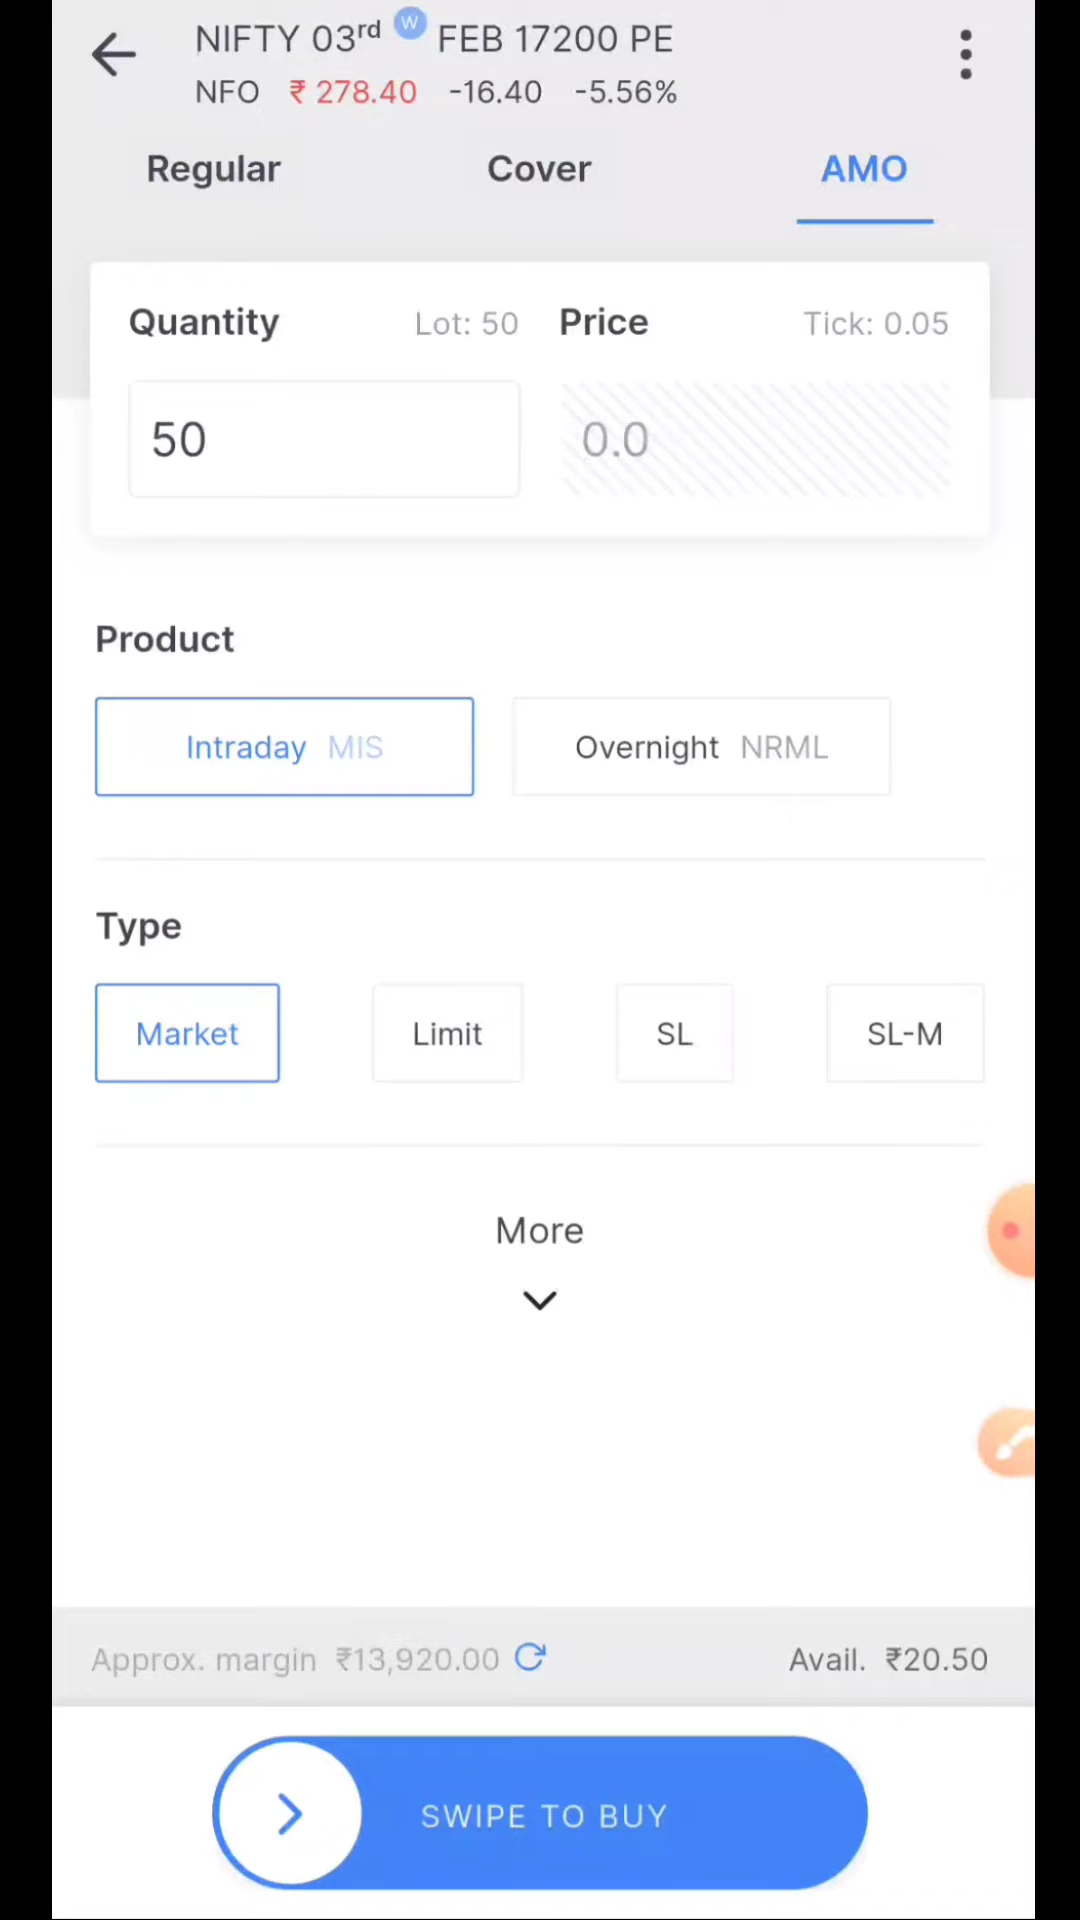 NIFTY 03rd W FEB 17200 PE
NFO ₹ 278.40 -16.40 -5.56%
Regular Cover AMO
Quantity Lot: 50 Price Tick: 0.05
50 0.0
Product
Intraday MIS Overnight NRML
Type
Market Limit SL SL-M
More
Approx. margin ₹13,920.00 Avail. ₹20.50
SWIPE TO BUY